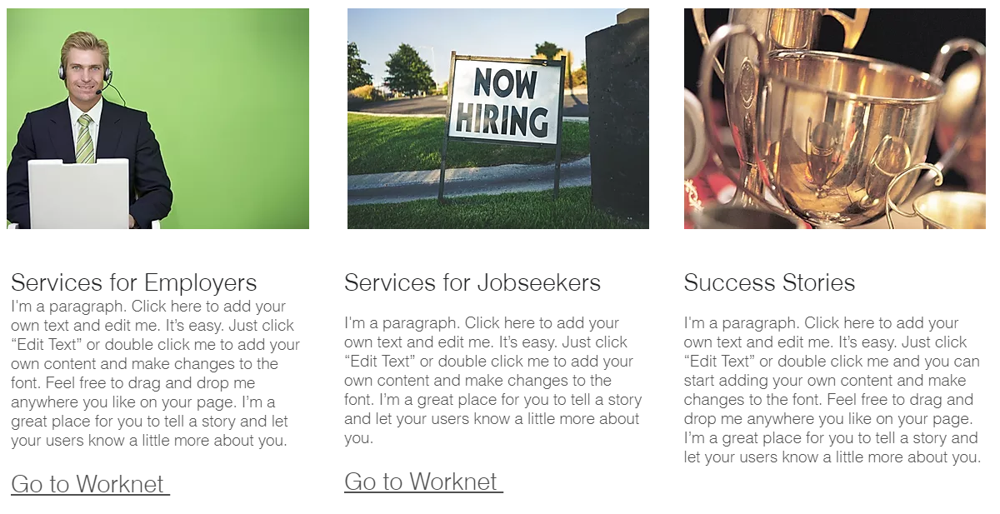 NOW
HIRING
Services for Employers
I'm a paragraph. Click here to add your
own text and edit me. It’s easy. Just click
“Edit Text” or double click me to add your
own content and make changes to the
font. Feel free to drag and drop me
anywhere you like on your page. I’m a
great place for you to tell a story and let
your users know a little more about you.
Go to Worknet
Services for Jobseekers
I'm a paragraph. Click here to add your
own text and edit me. It’s easy. Just click
“Edit Text” or double click me to add your
own content and make changes to the
font. I’m a great place for you to tell a story
and let your users know a little more about
you.
Go to Worknet
Success Stories
I'm a paragraph. Click here to add your
own text and edit me. It’s easy. Just click
“Edit Text” or double click me and you can
start adding your own content and make
changes to the font. Feel free to drag and
drop me anywhere you like on your page.
I’m a great place for you to tell a story and
let your users know a little more about you.